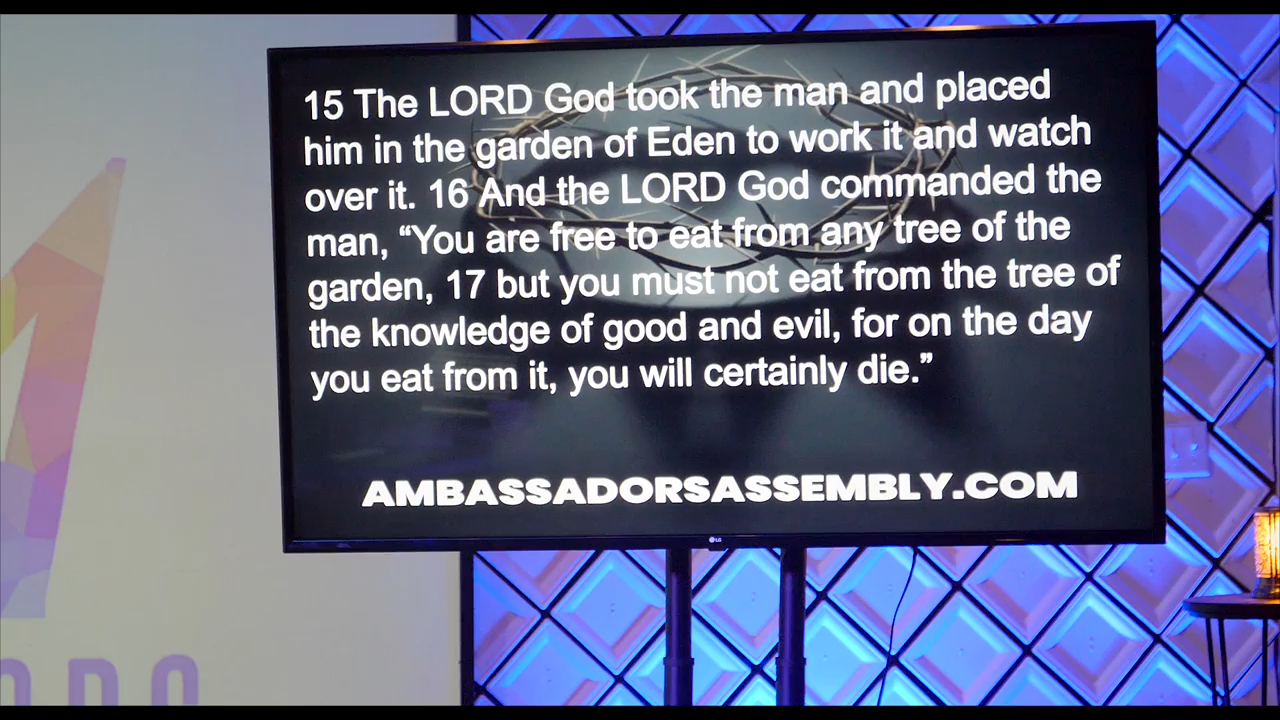 15 The LORD God took the man and placed
him in the garden of Eden to work it and watch
over it. 16 And the LORD God commanded the
man, “You are free to eat from any tree of the
garden, 17 but you must not eat from the tree of
the knowledge of good and evil, for on the day
you eat from it, you will certainly die.”
AMBASSADORSASSEMBLY.COM
LG